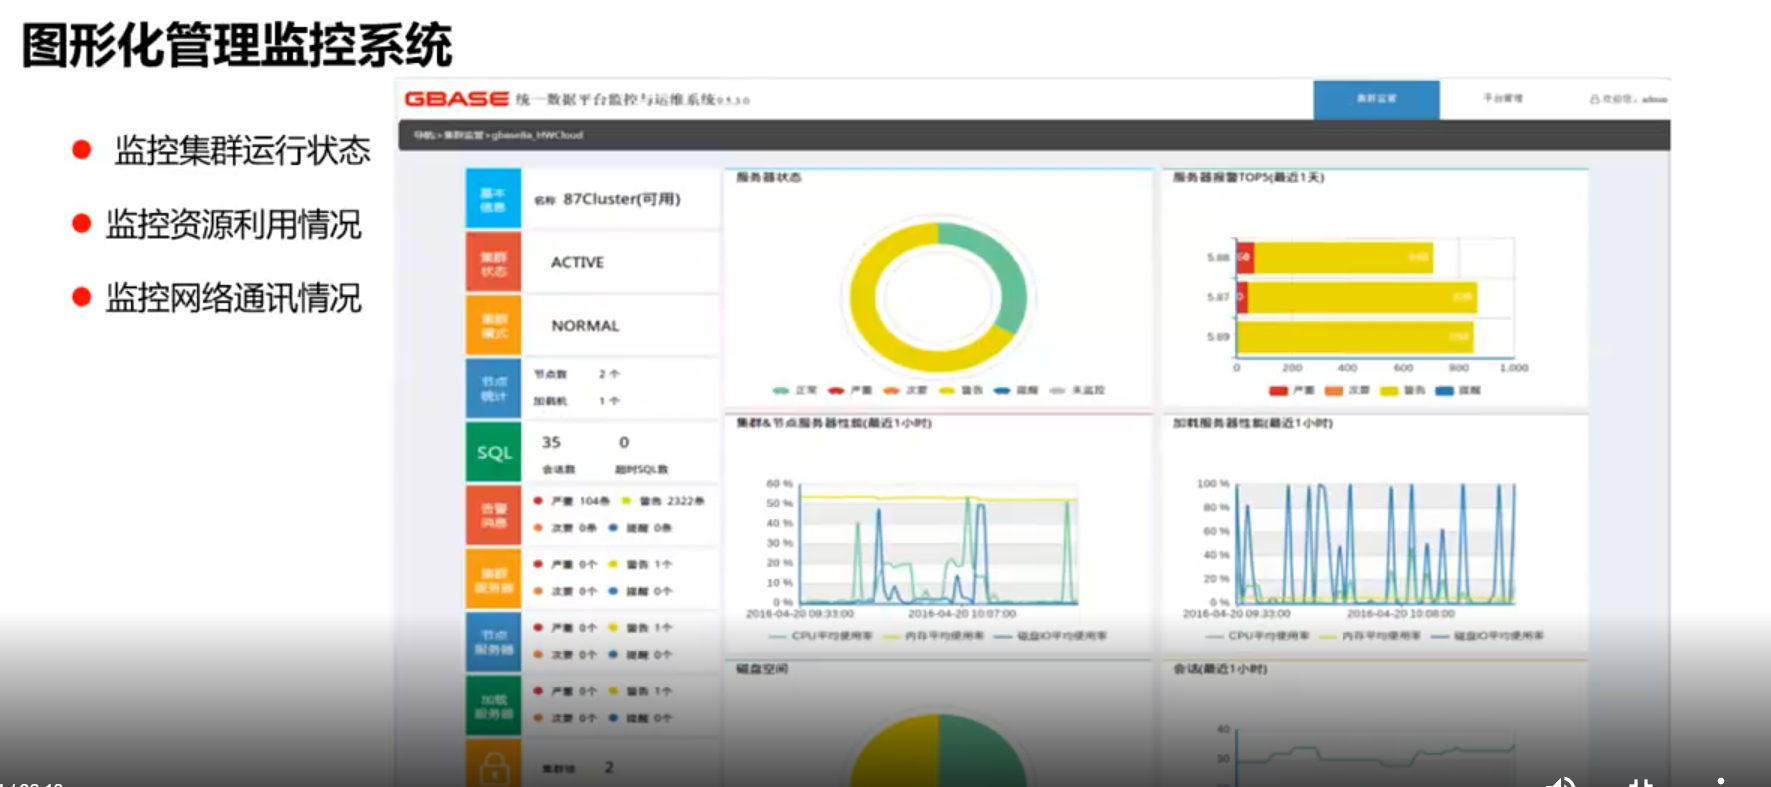 图形化管理监控系统
监控集群运行状态
监控资源利用情况
监控网络通讯情况
GBASE 统一数据平台监控与运维系统9.5.3.0
集群运营 平台管理 欢迎您，admin
导航>集群运营>gbase8a_HWCloud
基本信息
名称 87Cluster(可用)
集群状态
ACTIVE
集群模式
NORMAL
节点统计
节点数 2个
加载机 1个
SQL
35 0
会话数 超时SQL数
告警消息
严重 104条 警告 2322条
次要 0条 提醒 0条
集群服务器
严重 0个 警告 1个
次要 0个 提醒 0个
节点服务器
严重 0个 警告 1个
次要 0个 提醒 0个
加载服务器
严重 0个 警告 1个
次要 0个 提醒 0个
集群锁 2
服务器状态
正常 严重 次要 警告 提醒 未监控
服务器报警TOP5(最近1天)
5.88
5.87
5.89
0 200 400 600 800 1,000
严重 次要 警告 提醒
集群&节点服务器性能(最近1小时)
60 %
50 %
40 %
30 %
20 %
10 %
0 %
2016-04-20 09:33:00 2016-04-20 10:07:00
CPU平均使用率 内存平均使用率 磁盘IO平均使用率
加载服务器性能(最近1小时)
100 %
80 %
60 %
40 %
20 %
0 %
2016-04-20 09:33:00 2016-04-20 10:08:00
CPU平均使用率 内存平均使用率 磁盘IO平均使用率
磁盘空间
会话(最近1小时)
40
30